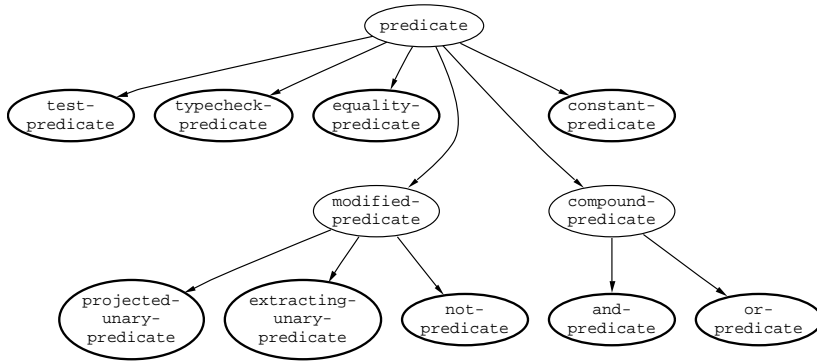 predicate
test-
predicate
typecheck-
predicate
equality-
predicate
constant-
predicate
modified-
predicate
compound-
predicate
projected-
unary-
predicate
extracting-
unary-
predicate
not-
predicate
and-
predicate
or-
predicate